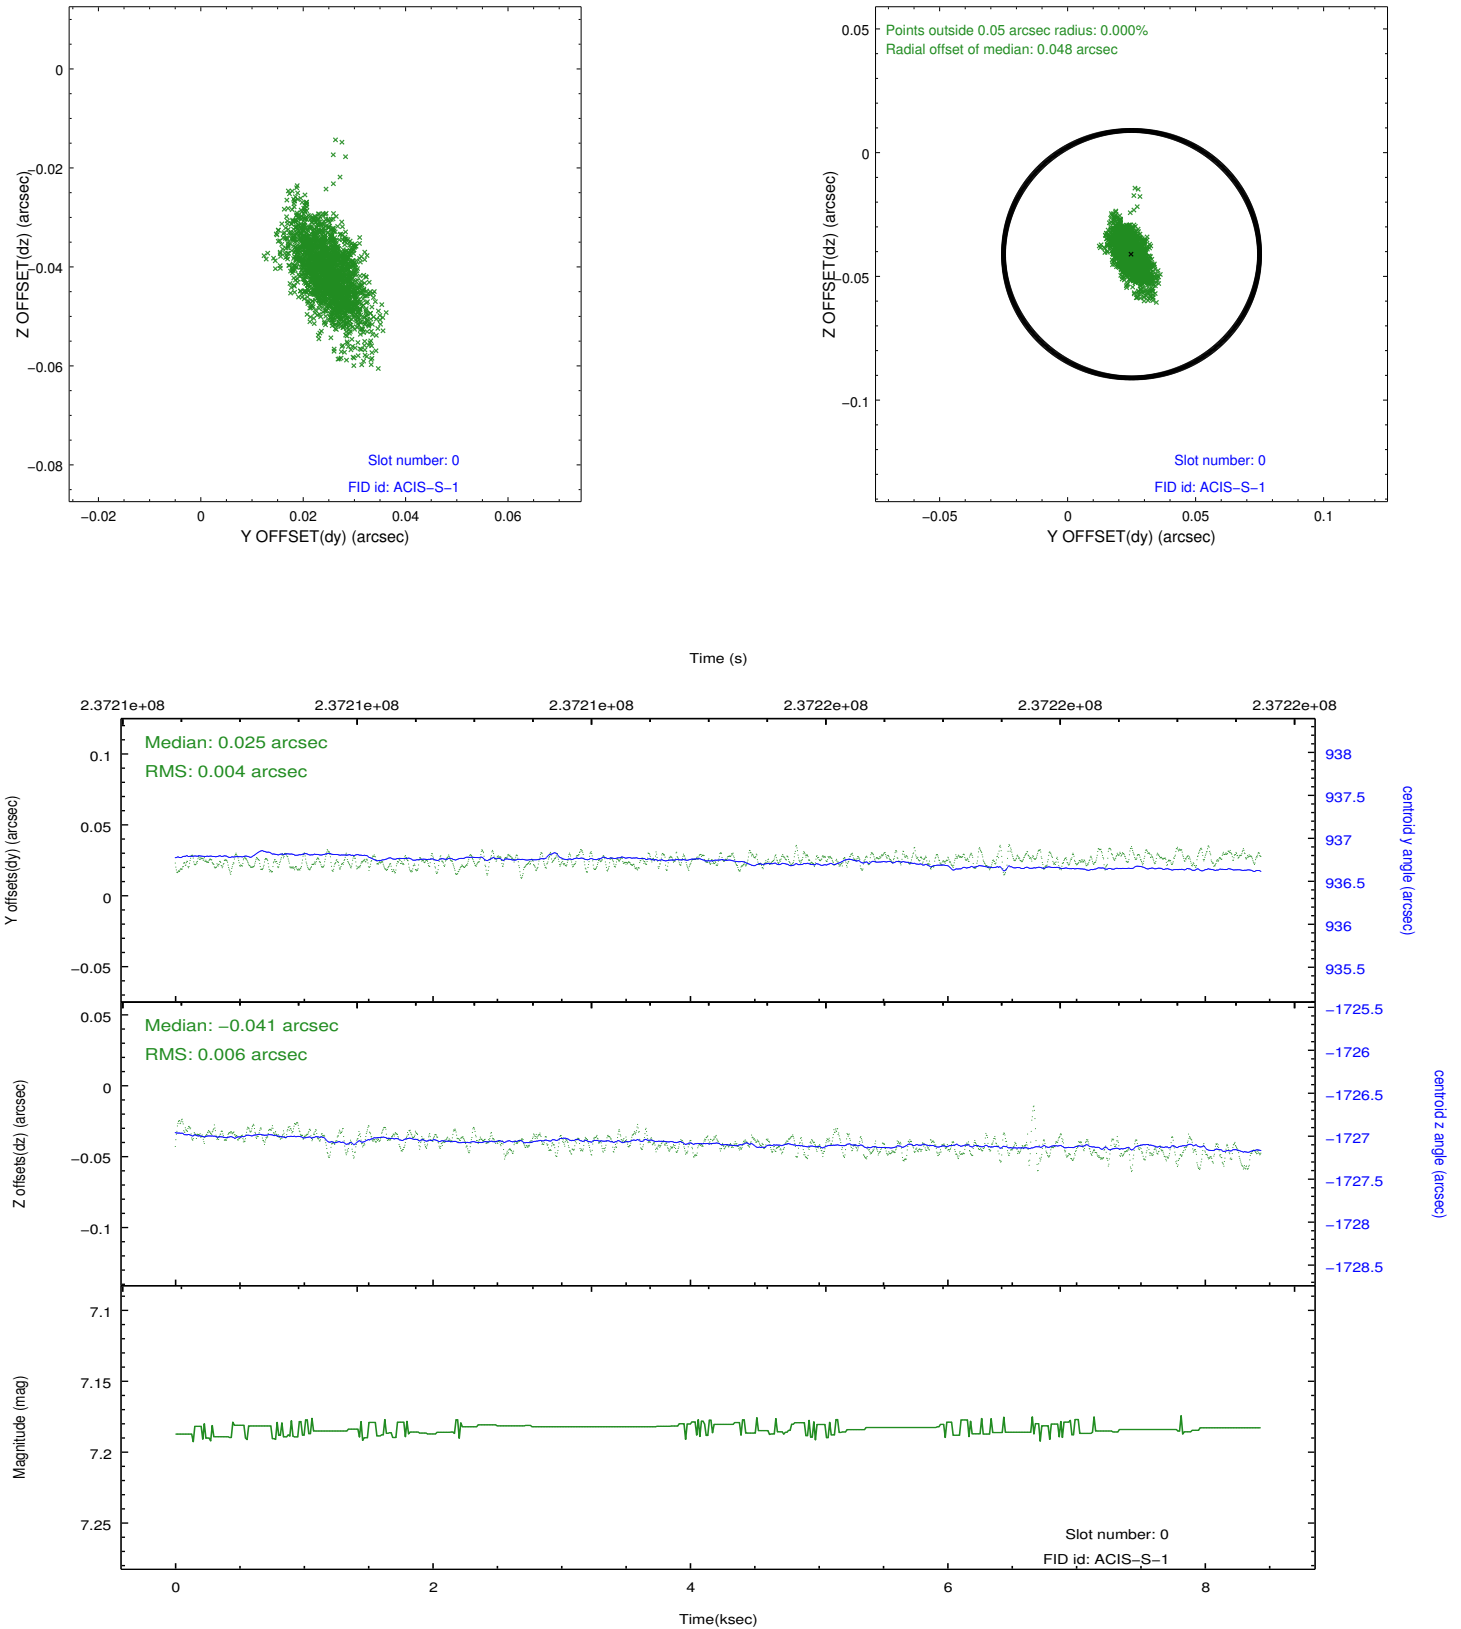 0
−0.02
−0.04
−0.06
−0.08
Z OFFSET(dz) (arcsec)
Slot number: 0
FID id: ACIS−S−1
−0.02 0 0.02 0.04 0.06
Y OFFSET(dy) (arcsec)
Points outside 0.05 arcsec radius: 0.000%
Radial offset of median: 0.048 arcsec
0.05
0
−0.05
−0.1
Z OFFSET(dz) (arcsec)
Slot number: 0
FID id: ACIS−S−1
−0.05 0 0.05 0.1
Y OFFSET(dy) (arcsec)
Time (s)
2.3721e+08 2.3721e+08 2.3721e+08 2.3722e+08 2.3722e+08 2.3722e+08
Median: 0.025 arcsec
RMS: 0.004 arcsec
0.1
0.05
0
−0.05
Y offsets(dy) (arcsec)
938
937.5
937
936.5
936
935.5
centroid y angle (arcsec)
Median: −0.041 arcsec
RMS: 0.006 arcsec
0.05
0
−0.05
−0.1
Z offsets(dz) (arcsec)
−1725.5
−1726
−1726.5
−1727
−1727.5
−1728
−1728.5
centroid z angle (arcsec)
7.1
7.15
7.2
7.25
Magnitude (mag)
Slot number: 0
FID id: ACIS−S−1
0 2 4 6 8
Time(ksec)